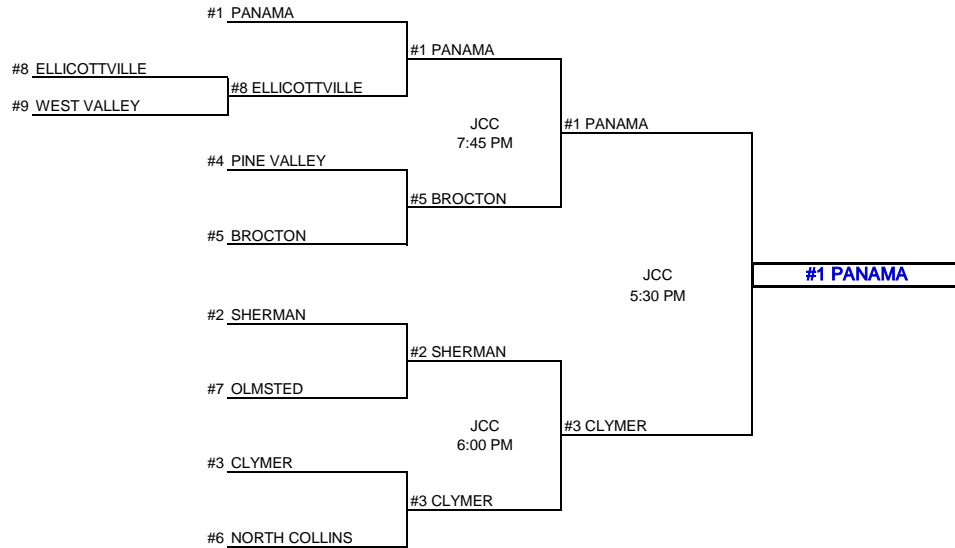 #1 PANAMA
#1 PANAMA
#8 ELLICOTTVILLE
#8 ELLICOTTVILLE
#9 WEST VALLEY
JCC
7:45 PM
#1 PANAMA
#4 PINE VALLEY
#5 BROCTON
#5 BROCTON
JCC
5:30 PM
#1 PANAMA
#2 SHERMAN
#2 SHERMAN
#7 OLMSTED
JCC
6:00 PM
#3 CLYMER
#3 CLYMER
#3 CLYMER
#6 NORTH COLLINS